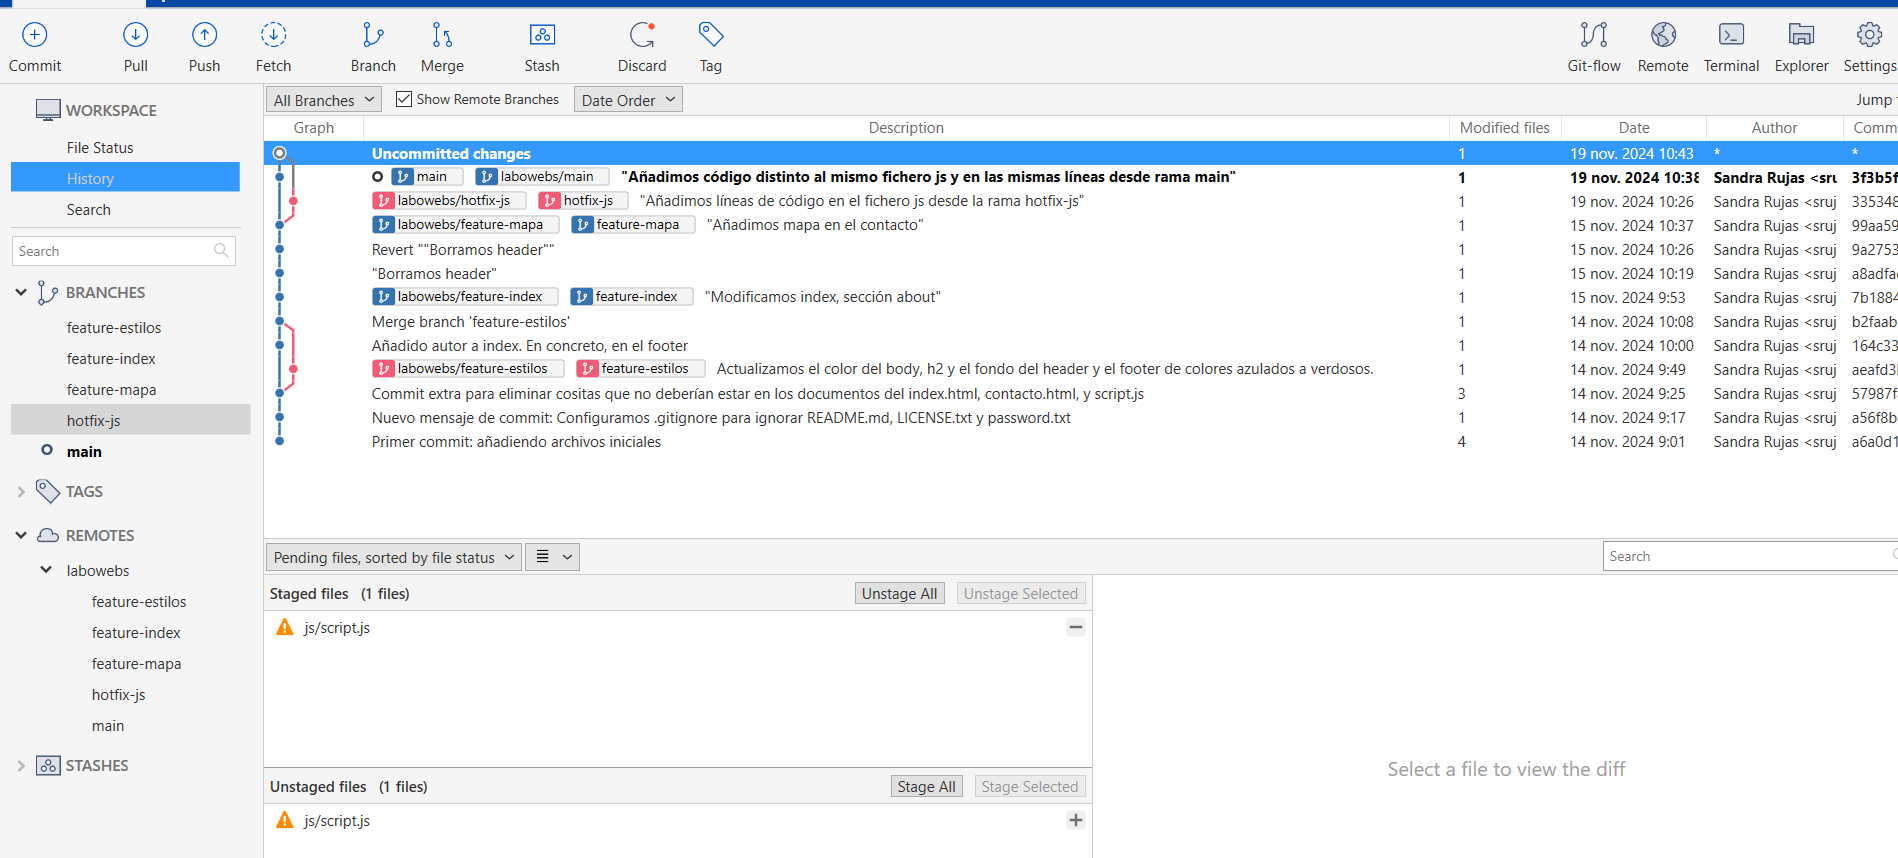 Commit Pull Push Fetch Branch Merge Stash Discard Tag Git-flow Remote Terminal Explorer Settings
WORKSPACE
File Status
History
Search
Search
BRANCHES
feature-estilos
feature-index
feature-mapa
hotfix-js
main
TAGS
REMOTES
labowebs
feature-estilos
feature-index
feature-mapa
hotfix-js
main
STASHES
All Branches Show Remote Branches Date Order Jump
Graph Description Modified files Date Author Comm
Uncommitted changes 1 19 nov. 2024 10:43 * *
main labowebs/main "Añadimos código distinto al mismo fichero js y en las mismas líneas desde rama main" 1 19 nov. 2024 10:38 Sandra Rujas <sru 3f3b5f
labowebs/hotfix-js hotfix-js "Añadimos líneas de código en el fichero js desde la rama hotfix-js" 1 19 nov. 2024 10:26 Sandra Rujas <sruj 335348
labowebs/feature-mapa feature-mapa "Añadimos mapa en el contacto" 1 15 nov. 2024 10:37 Sandra Rujas <sruj 99aa59
Revert ""Borramos header"" 1 15 nov. 2024 10:26 Sandra Rujas <sruj 9a2753
"Borramos header" 1 15 nov. 2024 10:19 Sandra Rujas <sruj a8adfa
labowebs/feature-index feature-index "Modificamos index, sección about" 1 15 nov. 2024 9:53 Sandra Rujas <sruj 7b1884
Merge branch 'feature-estilos' 1 14 nov. 2024 10:08 Sandra Rujas <sruj b2faab
Añadido autor a index. En concreto, en el footer 1 14 nov. 2024 10:00 Sandra Rujas <sruj 164c33
labowebs/feature-estilos feature-estilos Actualizamos el color del body, h2 y el fondo del header y el footer de colores azulados a verdosos. 1 14 nov. 2024 9:49 Sandra Rujas <sruj aeafd3
Commit extra para eliminar cositas que no deberían estar en los documentos del index.html, contacto.html, y script.js 3 14 nov. 2024 9:25 Sandra Rujas <sruj 57987f
Nuevo mensaje de commit: Configuramos .gitignore para ignorar README.md, LICENSE.txt y password.txt 1 14 nov. 2024 9:17 Sandra Rujas <sruj a56f8b
Primer commit: añadiendo archivos iniciales 4 14 nov. 2024 9:01 Sandra Rujas <sruj a6a0d1
Pending files, sorted by file status Search
Staged files (1 files) Unstage All Unstage Selected
js/script.js
Select a file to view the diff
Unstaged files (1 files) Stage All Stage Selected
js/script.js